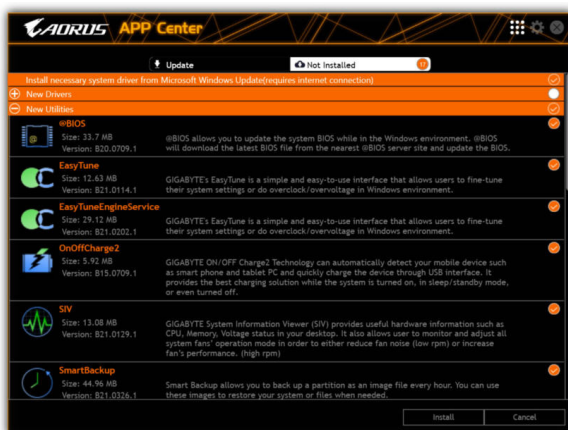 AORUS APP Center
Update
Not Installed
Install necessary system driver from Microsoft Windows Update(requires internet connection)
New Drivers
New Utilities
@BIOS
Size: 33.7 MB
Version: B20.0709.1
@BIOS allows you to update the system BIOS while in the Windows environment. @BIOS
will download the latest BIOS file from the nearest @BIOS server site and update the BIOS.
EasyTune
Size: 12.63 MB
Version: B21.0114.1
GIGABYTE's EasyTune is a simple and easy-to-use interface that allows users to fine-tune
their system settings or do overclock/overvoltage in Windows environment.
EasyTuneEngineService
Size: 29.12 MB
Version: B21.0202.1
GIGABYTE's EasyTune is a simple and easy-to-use interface that allows users to fine-tune
their system settings or do overclock/overvoltage in Windows environment.
OnOffCharge2
Size: 5.92 MB
Version: B15.0709.1
GIGABYTE ON/OFF Charge2 Technology can automatically detect your mobile device such
as smart phone and tablet PC and quickly charge the device through USB interface. It
provides the best charging solution while the system is turned on, in sleep/standby mode,
or even turned off.
SIV
Size: 13.08 MB
Version: B21.0129.1
GIGABYTE System Information Viewer (SIV) provides useful hardware information such as
CPU, Memory, Voltage status in your desktop. It also allows user to monitor and adjust all
system fans' operation mode in order to either reduce fan noise (low rpm) or increase
fan's performance. (high rpm)
SmartBackup
Size: 44.96 MB
Version: B21.0326.1
Smart Backup allows you to back up a partition as an image file every hour. You can use
these images to restore your system or files when needed.
Install
Cancel